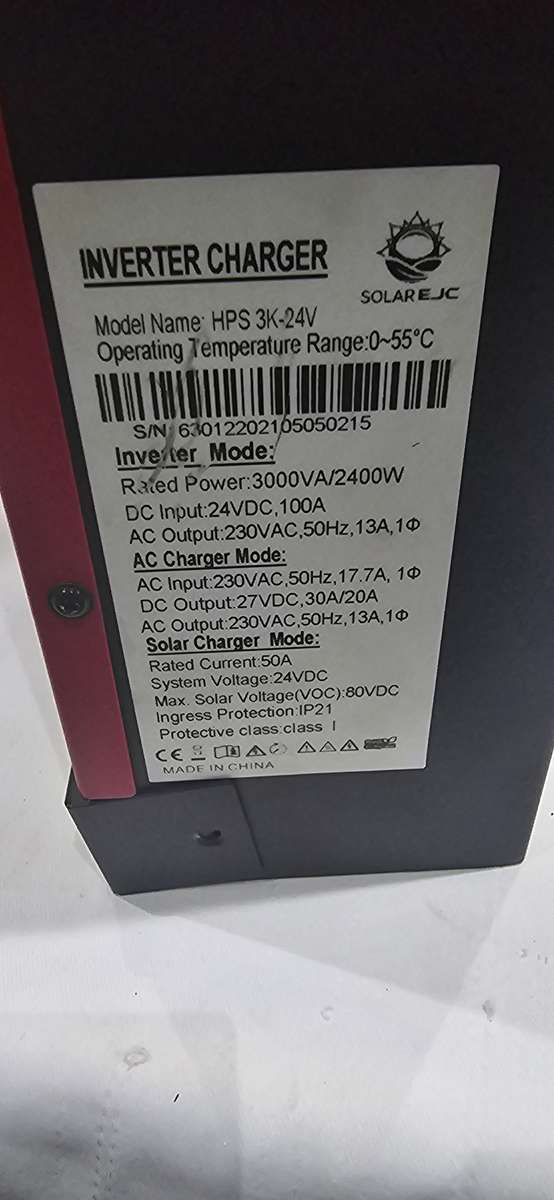 INVERTER CHARGER
SOLAR EJC
Model Name: HPS 3K-24V
Operating Temperature Range:0~55°C
S/N: 63012202105050215
Inverter Mode:
Rated Power:3000VA/2400W
DC Input:24VDC,100A
AC Output:230VAC,50Hz,13A,1Φ
AC Charger Mode:
AC Input:230VAC,50Hz,17.7A, 1Φ
DC Output:27VDC,30A/20A
AC Output:230VAC,50Hz,13A,1Φ
Solar Charger Mode:
Rated Current:50A
System Voltage:24VDC
Max. Solar Voltage(VOC):80VDC
Ingress Protection:IP21
Protective class:class I
CE
MADE IN CHINA